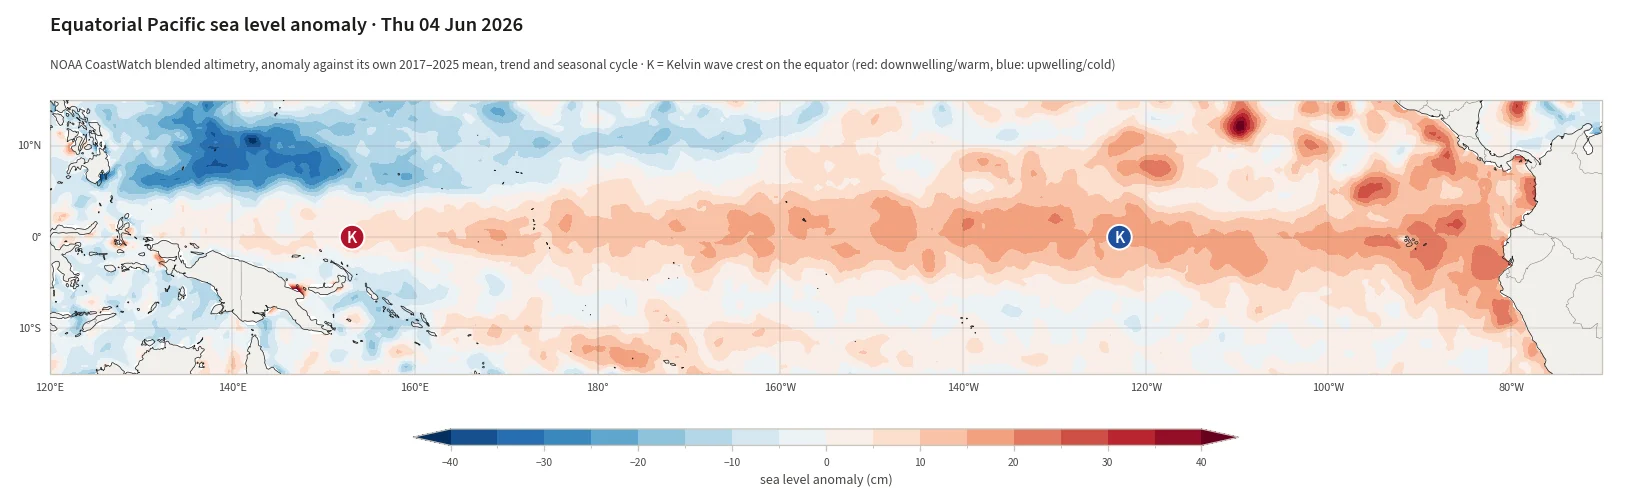 Equatorial Pacific sea level anomaly · Thu 04 Jun 2026
NOAA CoastWatch blended altimetry, anomaly against its own 2017–2025 mean, trend and seasonal cycle · K = Kelvin wave crest on the equator (red: downwelling/warm, blue: upwelling/cold)
10°N
0°
K K
10°S
120°E 140°E 160°E 180° 160°W 140°W 120°W 100°W 80°W
−40 −30 −20 −10 0 10 20 30 40
sea level anomaly (cm)